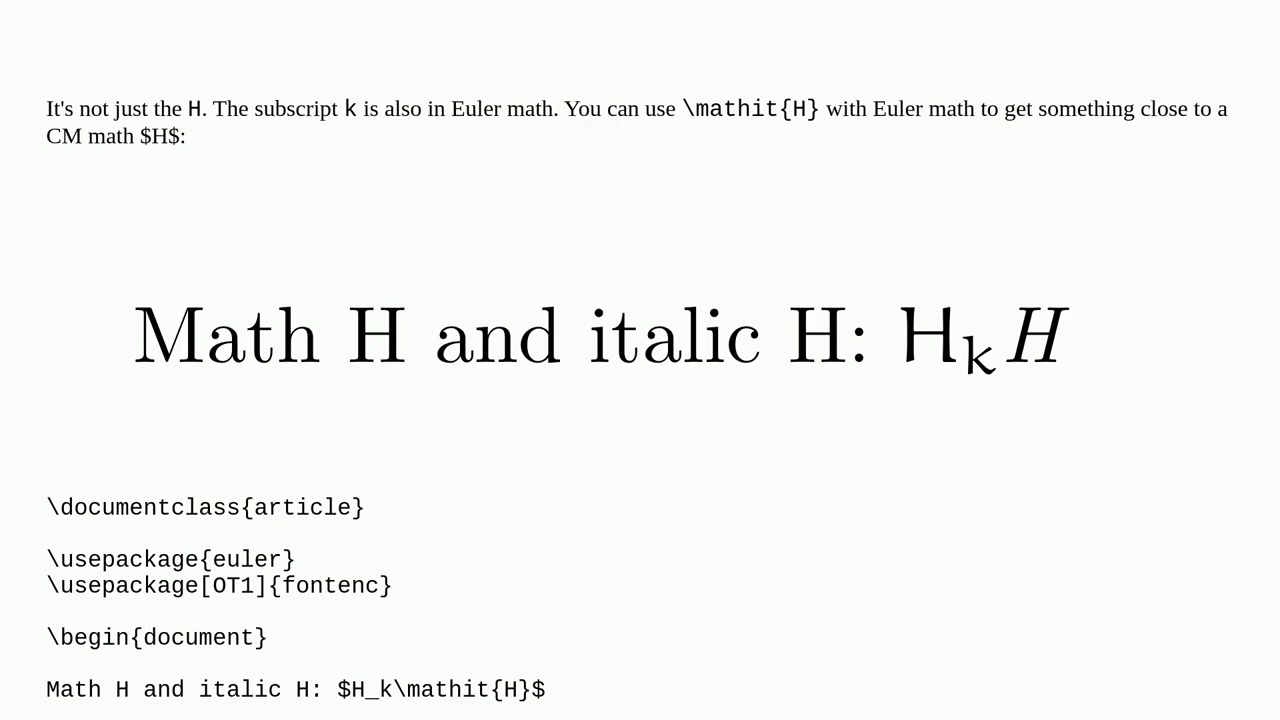 It's not just the H. The subscript k is also in Euler math. You can use \mathit{H} with Euler math to get something close to a
CM math $H$:
Math H and italic H: HkH
\documentclass{article}
\usepackage{euler}
\usepackage[OT1]{fontenc}
\begin{document}
Math H and italic H: $H_k\mathit{H}$